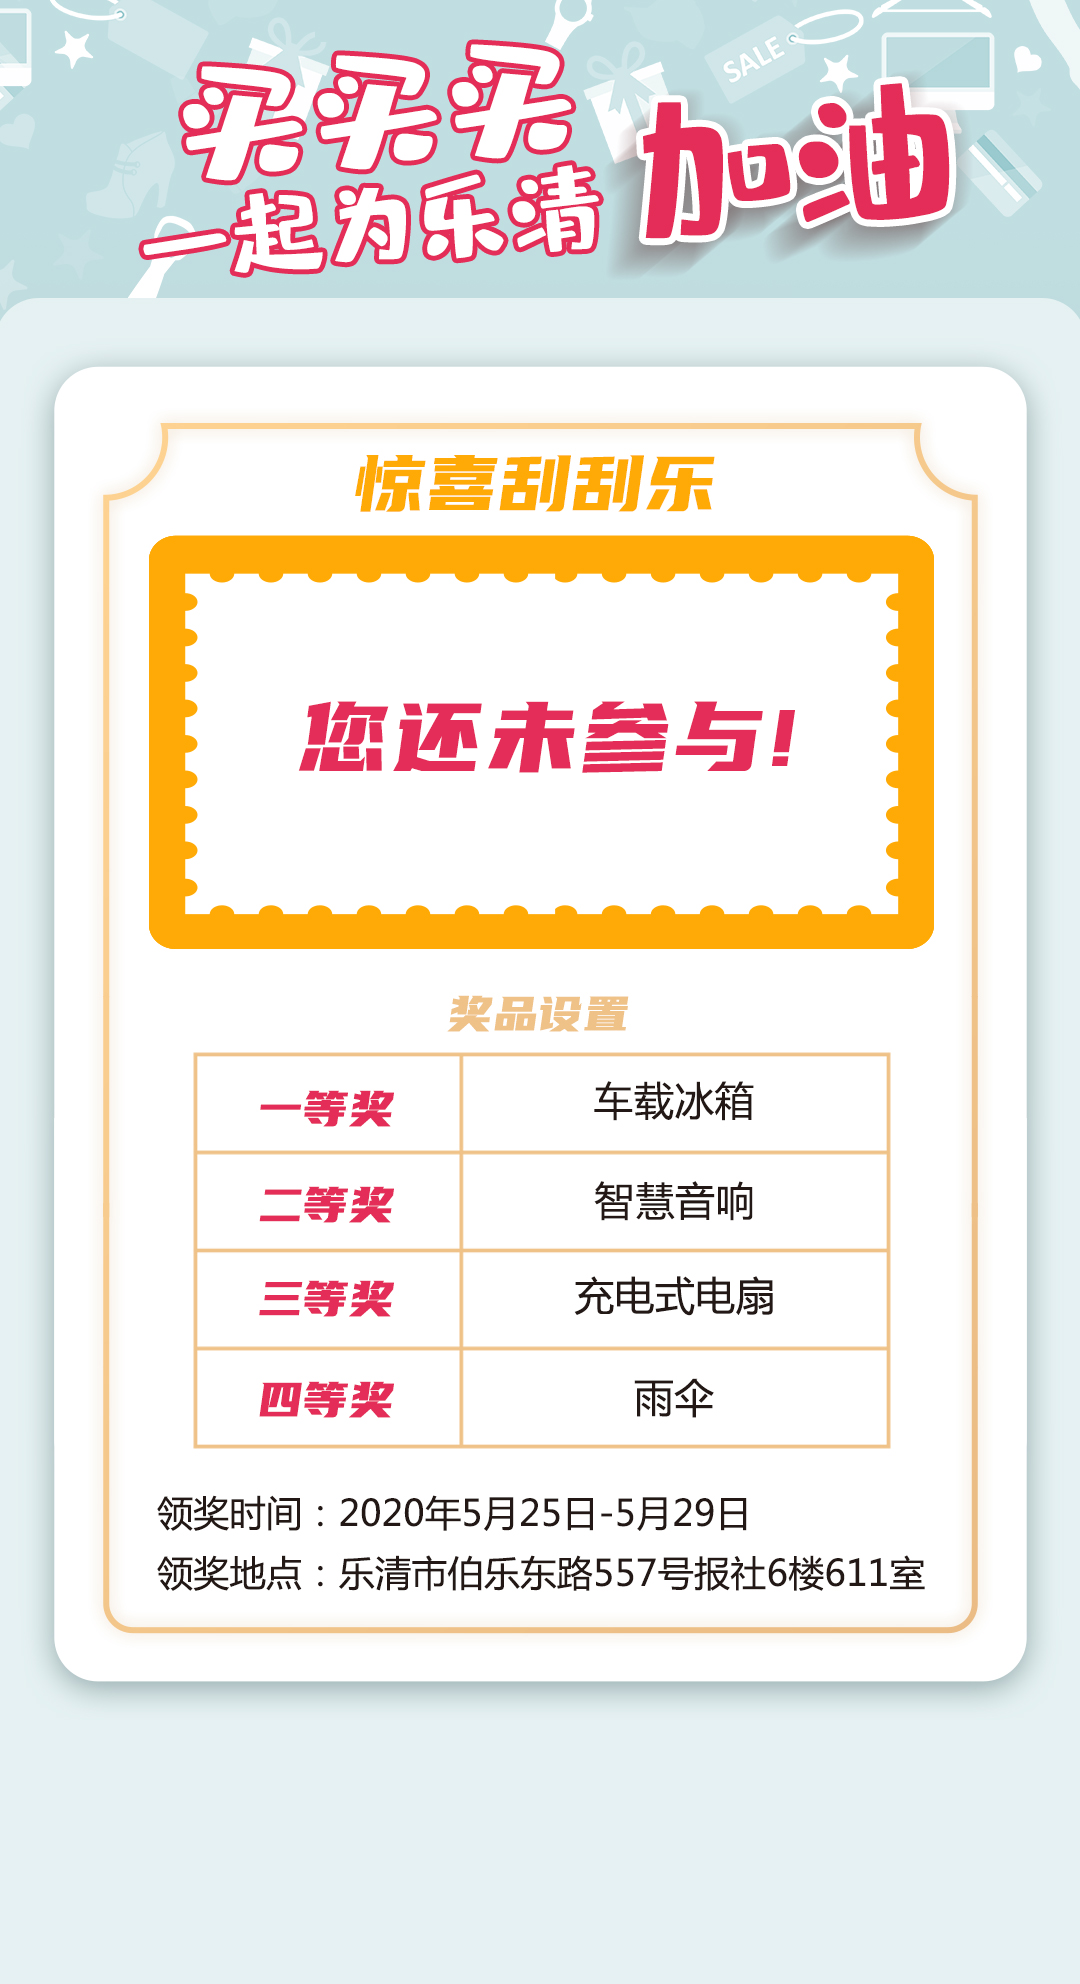 买买买
一起为乐清
加油
SALE
惊喜刮刮乐
您还未参与!
奖品设置
一等奖 车载冰箱
二等奖 智慧音响
三等奖 充电式电扇
四等奖 雨伞
领奖时间：2020年5月25日-5月29日
领奖地点：乐清市伯乐东路557号报社6楼611室